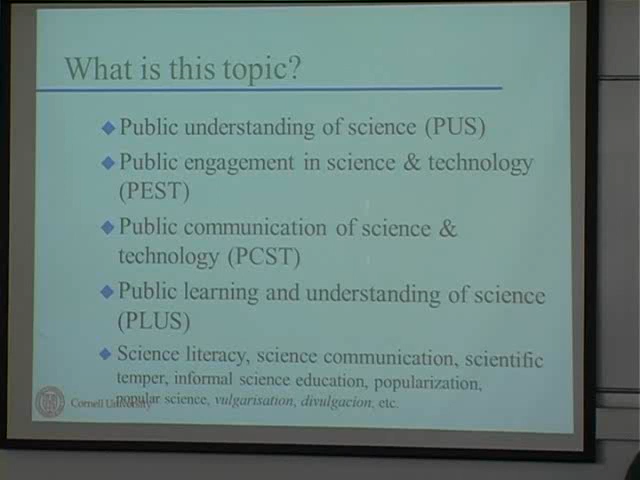 What is this topic?
Public understanding of science (PUS)
Public engagement in science & technology
(PEST)
Public communication of science &
technology (PCST)
Public learning and understanding of science
(PLUS)
Science literacy, science communication, scientific
temper, informal science education, popularization,
popular science, vulgarisation, divulgacion, etc.
Cornell University